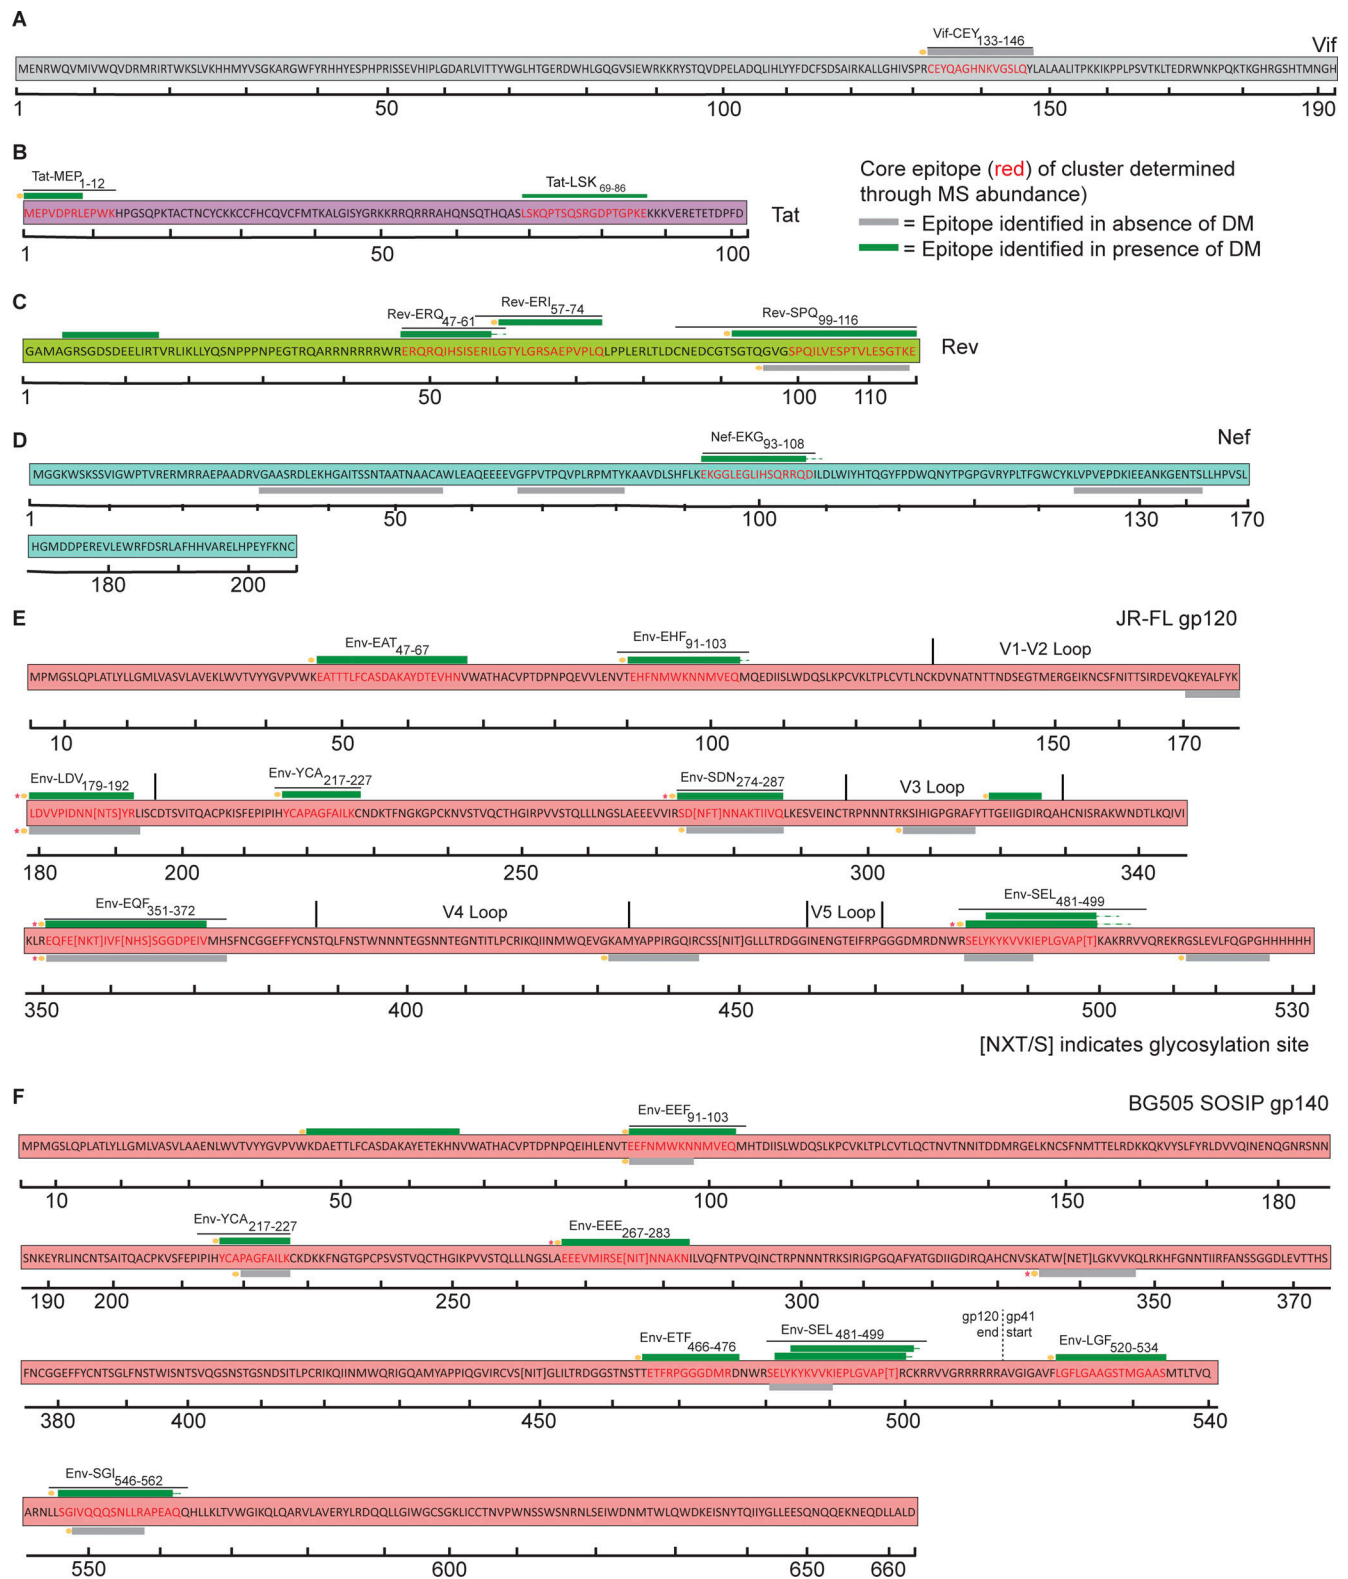 A
Vif-CEY133-146
Vif
MENRWQVMIVWQVDRMRIRTWKSLVKHHMYVSGKARGWFYRHHYESPHPRISSEVHIPLGDARLVITTYWGLHTGERDWHLGQGVSIEWRKKRYSTQVDPELADQLIHLYYFDCFSDSAIRKALLGHIVSPRCEYQAGHNKVGSLQYLALAALITPKKIKPPLPSVTKLTEDRWNKPQKTKGHRGSHTMNGH
1 50 100 150 190
B
Tat-MEP1-12
Tat-LSK69-86
MEPVDPRLEPWKHPGSQPKTACTNCYCKKCCFHCQVCFMTKALGISYGRKKRRQRRRAHQNSQTHQASLSKQPTSQSRGDPTGPKEKKKVERETETDPFD
Tat
1 50 100
Core epitope (red) of cluster determined
through MS abundance)
= Epitope identified in absence of DM
= Epitope identified in presence of DM
C
Rev-ERQ47-61
Rev-ERI57-74
Rev-SPQ99-116
GAMAGRSGDSDEELIRTVRLIKLLYQSNPPPNPEGTRQARRNRRRRWRERQRQIHSISERILGTYLGRSAEPVPLQLPPLERLTLDCNEDCGTSGTQGVGSPQILVESPTVLESGTKE
Rev
1 50 100 110
D
Nef-EKG93-108
Nef
MGGKWSKSSVIGWPTVRERMRRAEPAADRVGAASRDLEKHGAITSSNTAATNAACAWLEAQEEEEVGFPVTPQVPLRPMTYKAAVDLSHFLKEKGGLEGLIHSQRRQDILDLWIYHTQGYFPDWQNYTPGPGVRYPLTFGWCYKLVPVEPDKIEEANKGENTSLLHPVSL
1 50 100 130 170
HGMDDPEREVLEWRFDSRLAFHHVARELHPEYFKNC
180 200
E
JR-FL gp120
Env-EAT47-67
Env-EHF91-103
V1-V2 Loop
MPMGSLQPLATLYLLGMLVASVLAVEKLWVTVYYGVPVWKEATTTLFCASDAKAYDTEVHNVWATHACVPTDPNPQEVVLENVTEHFNMWKNNMVEQMQEDIISLWDQSLKPCVKLTPLCVTLNCKDVNATNTTNDSEGTMERGEIKNCSFNITTSIRDEVQKEYALFYK
10 50 100 150 170
Env-LDV179-192
Env-YCA217-227
Env-SDN274-287
V3 Loop
LDVVPIDNN[NTS]YRLISCDTSVITQACPKISFEPIPIHYCAPAGFAILKCNDKTFNGKGPCKNVSTVQCTHGIRPVVSTQLLLNGSLAEEEVVIRSD[NFT]NNAKTIIVQLKESVEINCTRPNNNTRKSIHIGPGRAFYTTGEIIGDIRQAHCNISRAKWNDTLKQIVI
180 200 250 300 340
Env-EQF351-372
V4 Loop
V5 Loop
Env-SEL481-499
KLREQFE[NKT]IVF[NHS]SGGDPEIVMHSFNCGGEFFYCNSTQLFNSTWNNNTEGSNNTEGNTITLPCRIKQIINMWQEVGKAMYAPPIRGQIRCSS[NIT]GLLLTRDGGINENGTEIFRPGGGDMRDNWRSELYKYKVVKIEPLGVAP[T]KAKRRVVQREKRGSLEVLFQGPGHHHHHH
350 400 450 500 530
[NXT/S] indicates glycosylation site
F
BG505 SOSIP gp140
Env-EEF91-103
MPMGSLQPLATLYLLGMLVASVLAAENLWVTVYYGVPVWKDAETTLFCASDAKAYETEKHNVWATHACVPTDPNPQEIHLENVTEEFNMWKNNMVEQMHTDIISLWDQSLKPCVKLTPLCVTLQCTNVTNNITDDMRGELKNCSFNMTTELRDKKQKVYSLFYRLDVVQINENQGNRSNN
10 50 100 150 180
Env-YCA217-227
Env-EEE267-283
SNKEYRLINCNTSAITQACPKVSFEPIPIHYCAPAGFAILKCKDKKFNGTGPCPSVSTVQCTHGIKPVVSTQLLLNGSLAEEEVMIRSE[NIT]NNAKNILVQFNTPVQINCTRPNNNTRKSIRIGPGQAFYATGDIIGDIRQAHCNVSKATW[NET]LGKVVKQLRKHFGNNTIIRFANSSGGDLEVTTHS
190 200 250 300 350 370
gp120 gp41
end start
Env-ETF466-476
Env-SEL481-499
Env-LGF520-534
FNCGGEFFYCNTSGLFNSTWISNTSVQGSNSTGSNDSITLPCRIKQIINMWQRIGQAMYAPPIQGVIRCVS[NIT]GLILTRDGGSTNSTTETFRPGGGDMRDNWRSELYKYKVVKIEPLGVAP[T]RCKRRVVGRRRRRRAVGIGAVFLGFLGAAGSTMGAASMTLTVQ
380 400 450 500 540
Env-SGI546-562
ARNLLSGIVQQQSNLLRAPEAQQHLLKLTVWGIKQLQARVLAVERYLRDQQLLGIWGCSGKLICCTNVPWNSSWSNRNLSEIWDNMTWLQWDKEISNYTQIIYGLLEESQNQQEKNEQDLLALD
550 600 650 660